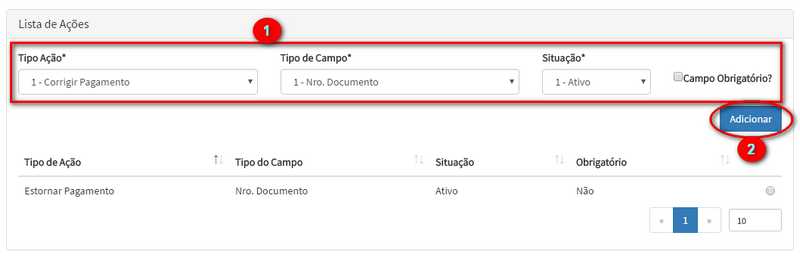 Lista de Ações
1
Tipo Ação* Tipo de Campo* Situação*
1 - Corrigir Pagamento 1 - Nro. Documento 1 - Ativo Campo Obrigatório?
Adicionar
2
Tipo de Ação Tipo do Campo Situação Obrigatório
Estornar Pagamento Nro. Documento Ativo Não
« 1 » 10